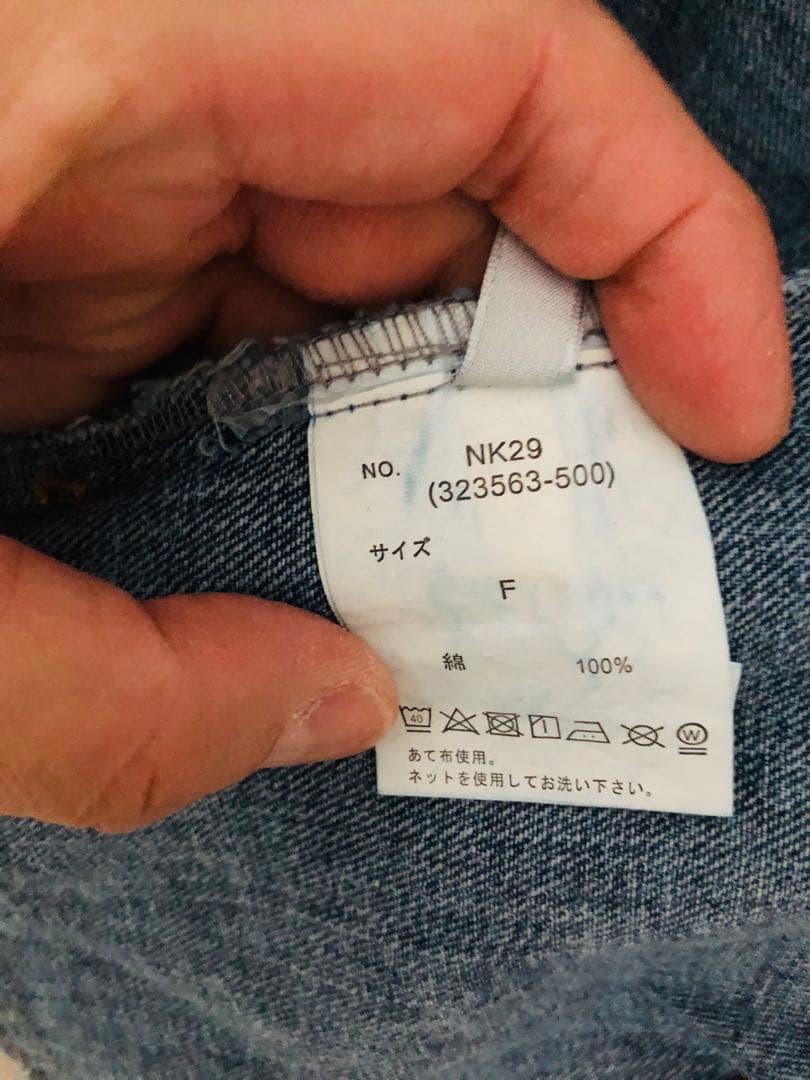 NO. NK29
(323563-500)
サイズ
F
綿 100%
40 W
あて布使用。
ネットを使用してお洗い下さい。